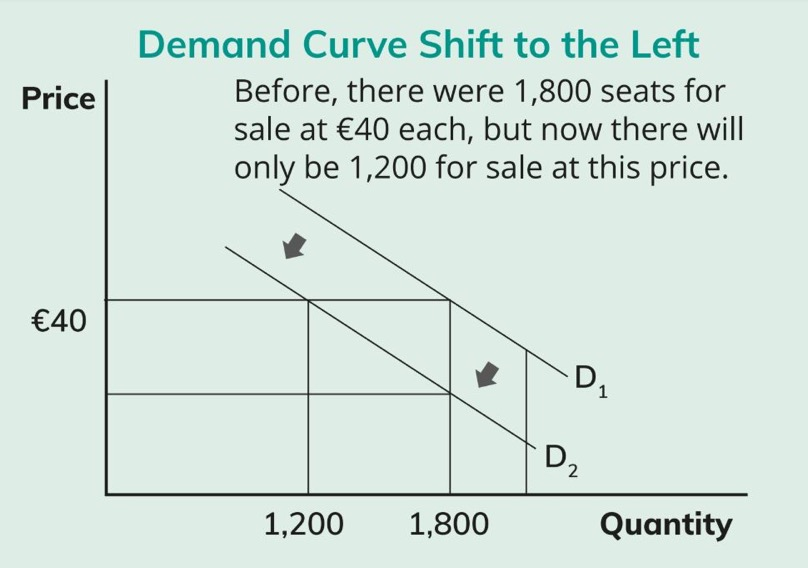 Demand Curve Shift to the Left
Price
Before, there were 1,800 seats for
sale at €40 each, but now there will
only be 1,200 for sale at this price.
€40
D1
D2
1,200
1,800
Quantity